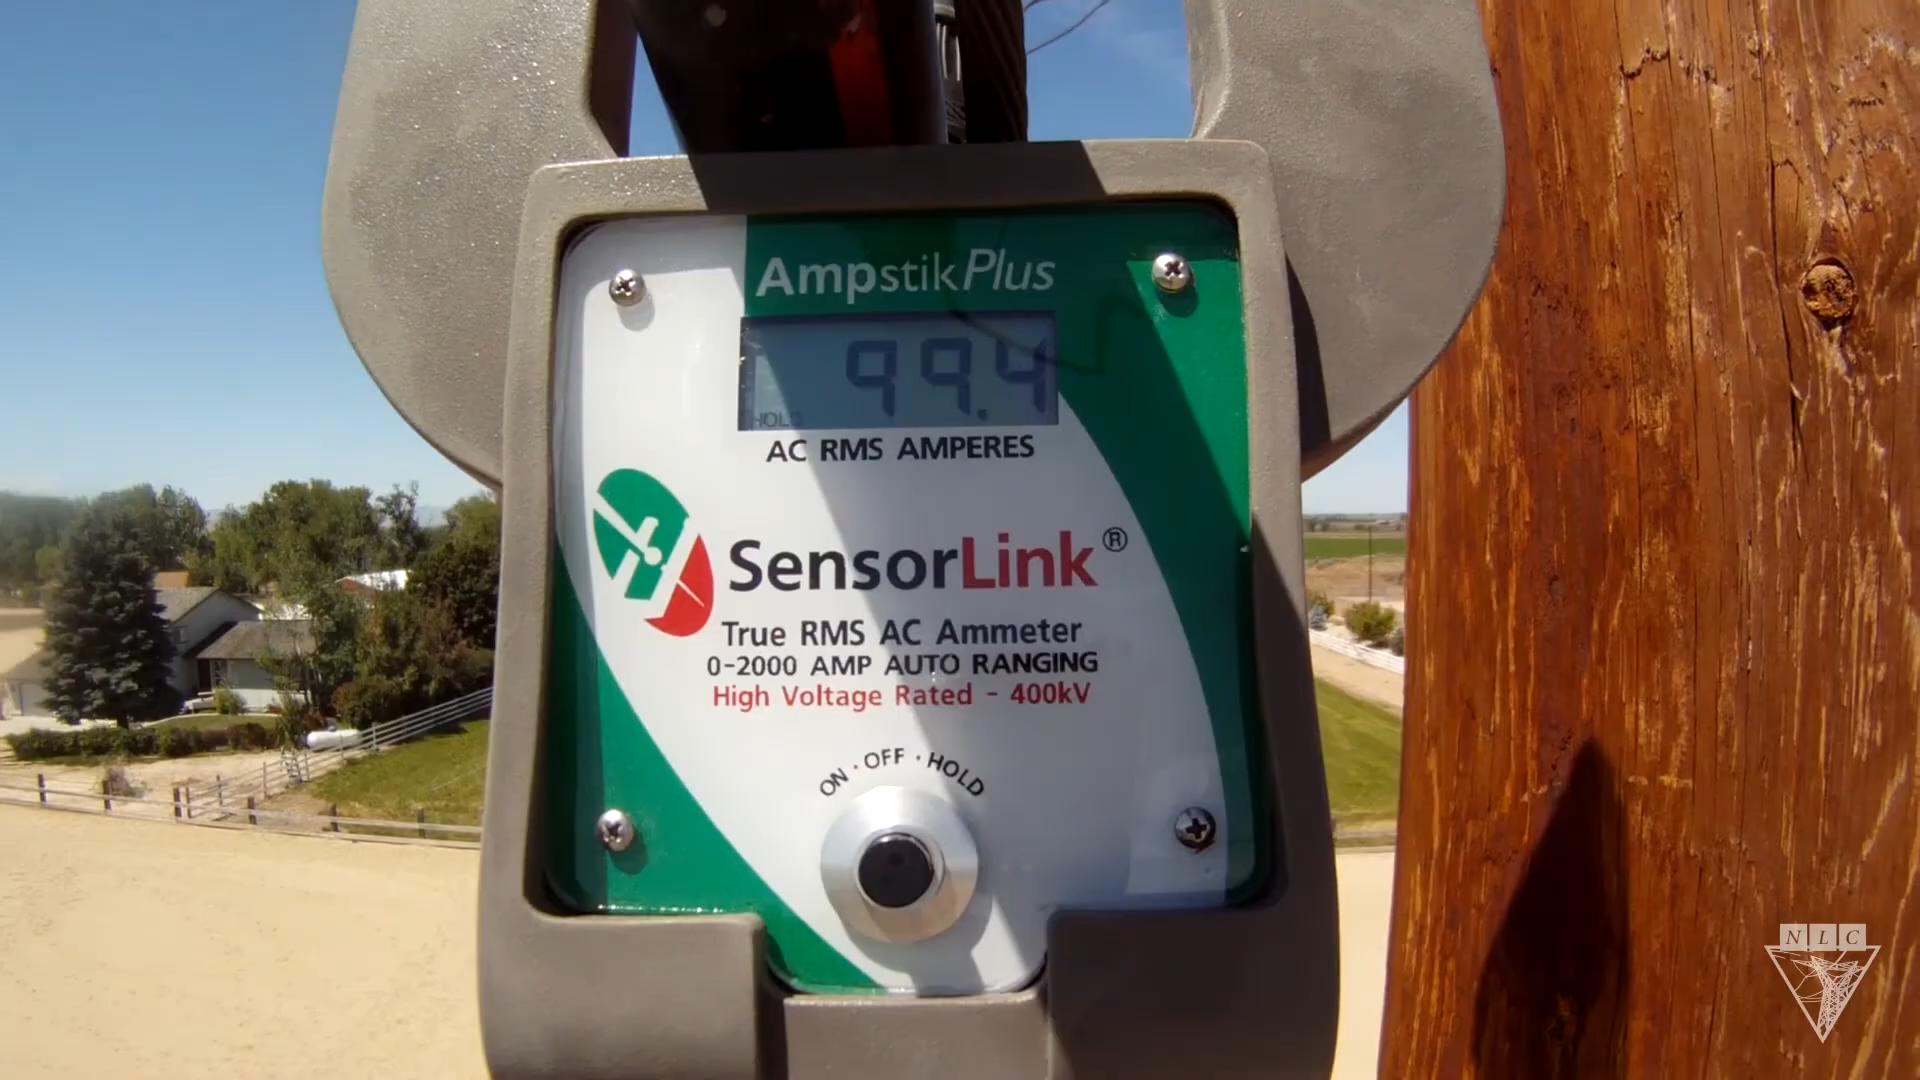 AmpstikPlus
99.4
HOLD
AC RMS AMPERES
SensorLink®
True RMS AC Ammeter
0-2000 AMP AUTO RANGING
High Voltage Rated - 400kV
ON · OFF · HOLD
NLC